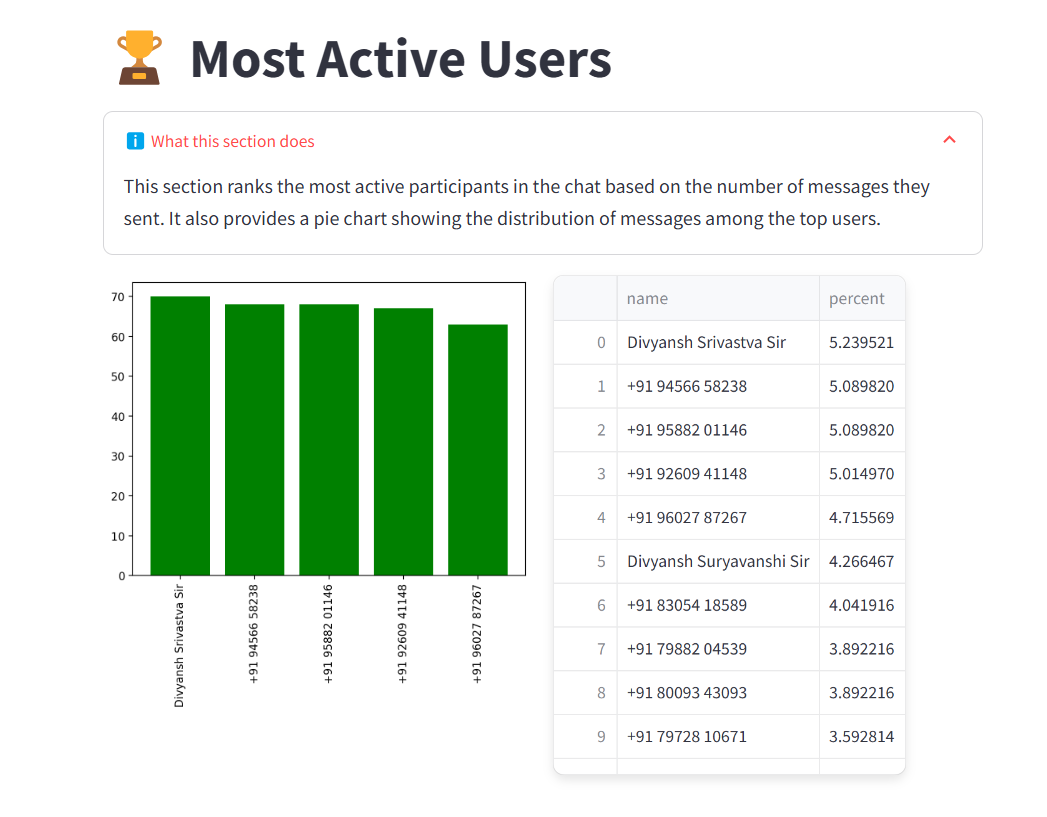 Most Active Users
What this section does
This section ranks the most active participants in the chat based on the number of messages they
sent. It also provides a pie chart showing the distribution of messages among the top users.
70
60
50
40
30
20
10
0
Divyansh Srivastva Sir
+91 94566 58238
+91 95882 01146
+91 92609 41148
+91 96027 87267
name percent
0 Divyansh Srivastva Sir 5.239521
1 +91 94566 58238 5.089820
2 +91 95882 01146 5.089820
3 +91 92609 41148 5.014970
4 +91 96027 87267 4.715569
5 Divyansh Suryavanshi Sir 4.266467
6 +91 83054 18589 4.041916
7 +91 79882 04539 3.892216
8 +91 80093 43093 3.892216
9 +91 79728 10671 3.592814